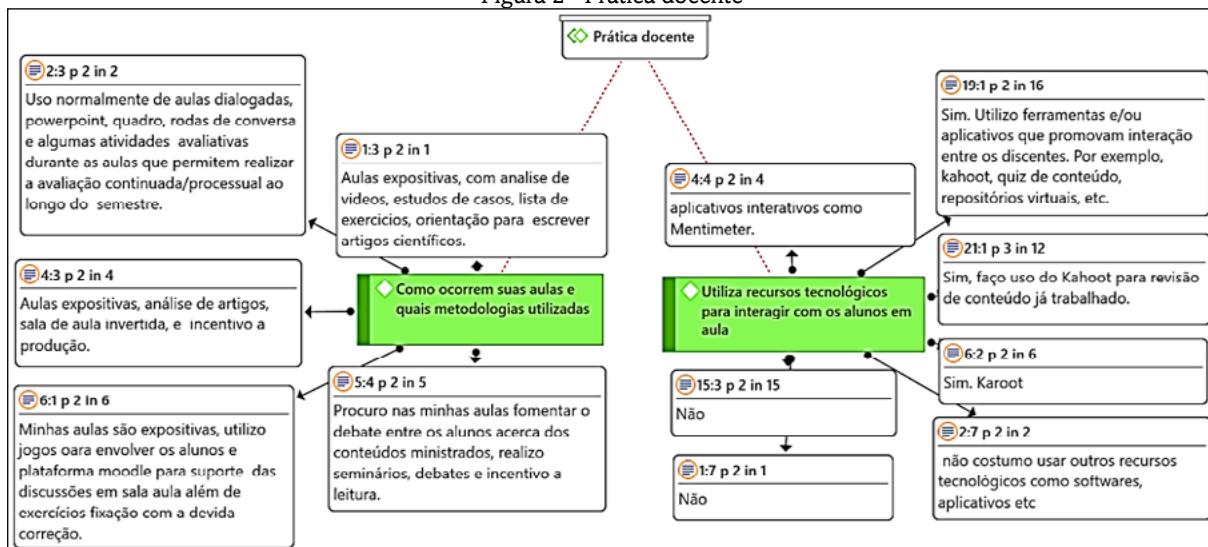 Figura 2 - Prática docente
Prática docente
2:3 p 2 in 2
Uso normalmente de aulas dialogadas,
powerpoint, quadro, rodas de conversa
e algumas atividades avaliativas
durante as aulas que permitem realizar
a avaliação continuada/processual ao
longo do semestre.
1:3 p 2 in 1
Aulas expositivas, com analise de
videos, estudos de casos, lista de
exercicios, orientação para escrever
artigos científicos.
4:3 p 2 in 4
Aulas expositivas, análise de artigos,
sala de aula invertida, e incentivo a
produção.
Como ocorrem suas aulas e
quais metodologias utilizadas
6:1 p 2 in 6
Minhas aulas são expositivas, utilizo
jogos oara envolver os alunos e
plataforma moodle para suporte das
discussões em sala aula além de
exercícios fixação com a devida
correção.
5:4 p 2 in 5
Procuro nas minhas aulas fomentar o
debate entre os alunos acerca dos
conteúdos ministrados, realizo
seminários, debates e incentivo a
leitura.
4:4 p 2 in 4
aplicativos interativos como
Mentimeter.
19:1 p 2 in 16
Sim. Utilizo ferramentas e/ou
aplicativos que promovam interação
entre os discentes. Por exemplo,
kahoot, quiz de conteúdo,
repositórios virtuais, etc.
Utiliza recursos tecnológicos
para interagir com os alunos em
aula
21:1 p 3 in 12
Sim, faço uso do Kahoot para revisão
de conteúdo já trabalhado.
6:2 p 2 in 6
Sim. Karoot
15:3 p 2 in 15
Não
1:7 p 2 in 1
Não
2:7 p 2 in 2
não costumo usar outros recursos
tecnológicos como softwares,
aplicativos etc